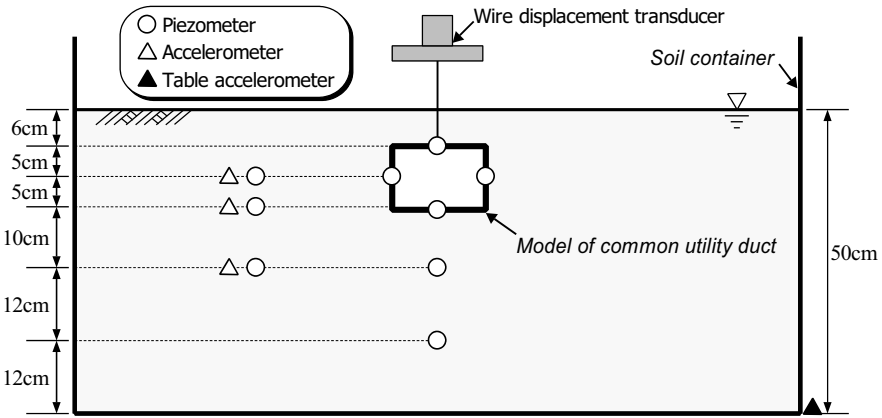 Piezometer
Accelerometer
Table accelerometer
Wire displacement transducer
Soil container
6cm
5cm
5cm
10cm
12cm
12cm
Model of common utility duct
50cm